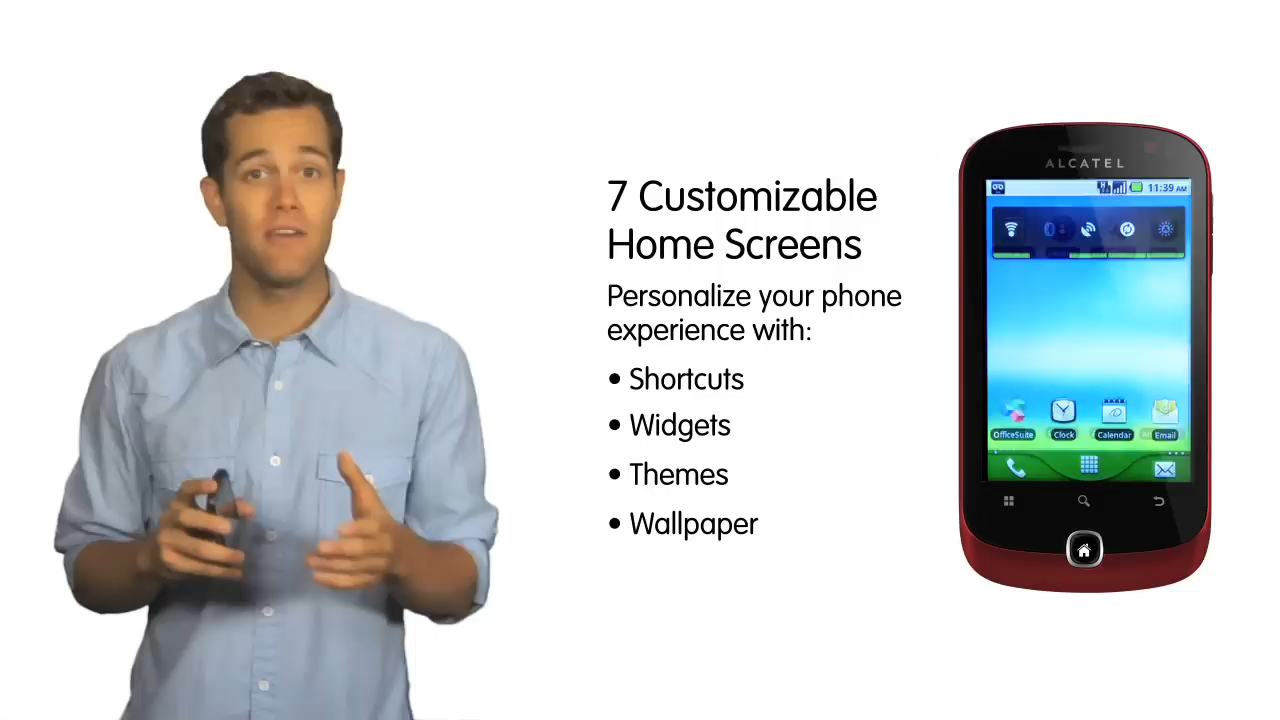 7 Customizable
Home Screens
Personalize your phone
experience with:
• Shortcuts
• Widgets
• Themes
• Wallpaper
ALCATEL
11:39 AM
OfficeSuite
Clock
Calendar
Email